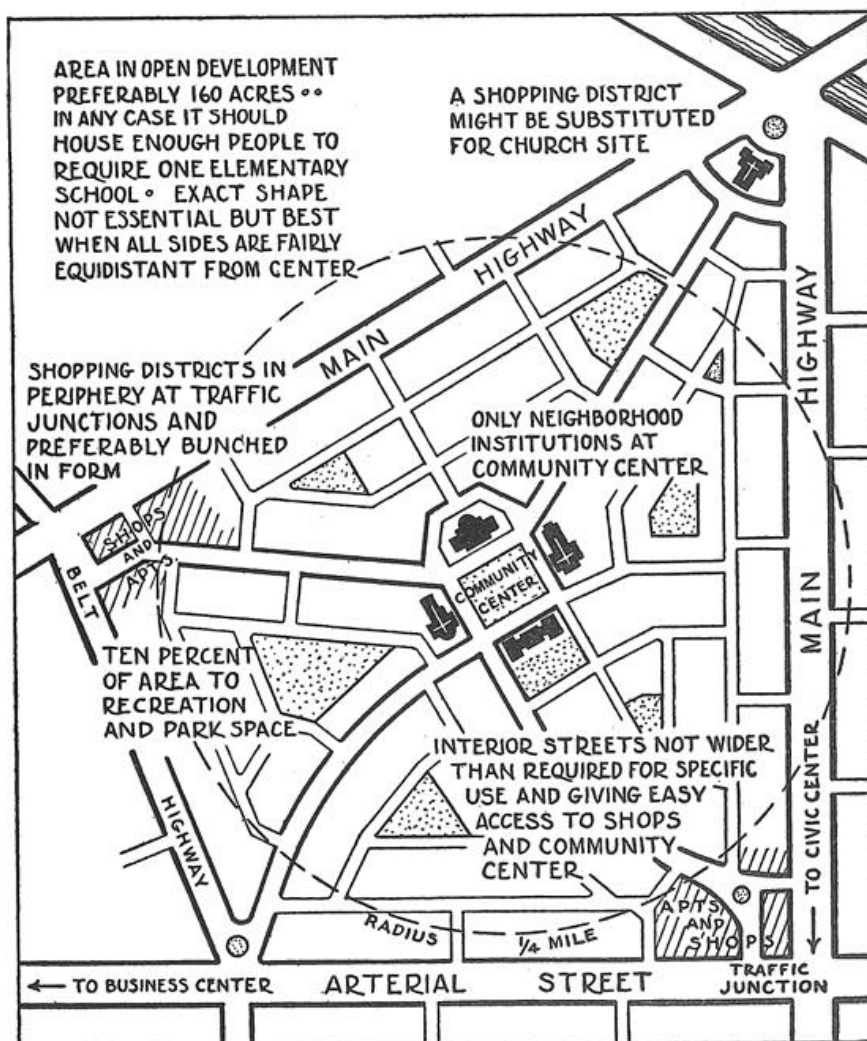 AREA IN OPEN DEVELOPMENT
PREFERABLY 160 ACRES ••
IN ANY CASE IT SHOULD
HOUSE ENOUGH PEOPLE TO
REQUIRE ONE ELEMENTARY
SCHOOL • EXACT SHAPE
NOT ESSENTIAL BUT BEST
WHEN ALL SIDES ARE FAIRLY
EQUIDISTANT FROM CENTER
A SHOPPING DISTRICT
MIGHT BE SUBSTITUTED
FOR CHURCH SITE
MAIN HIGHWAY
SHOPPING DISTRICTS IN
PERIPHERY AT TRAFFIC
JUNCTIONS AND
PREFERABLY BUNCHED
IN FORM
ONLY NEIGHBORHOOD
INSTITUTIONS AT
COMMUNITY CENTER
MAIN HIGHWAY
SHOPS
AND
APTS.
BELT HIGHWAY
COMMUNITY
CENTER
TEN PERCENT
OF AREA TO
RECREATION
AND PARK SPACE
INTERIOR STREETS NOT WIDER
THAN REQUIRED FOR SPECIFIC
USE AND GIVING EASY
ACCESS TO SHOPS
AND COMMUNITY
CENTER
TO CIVIC CENTER
RADIUS 1/4 MILE
APTS.
AND
SHOPS
← TO BUSINESS CENTER
ARTERIAL STREET
TRAFFIC
JUNCTION